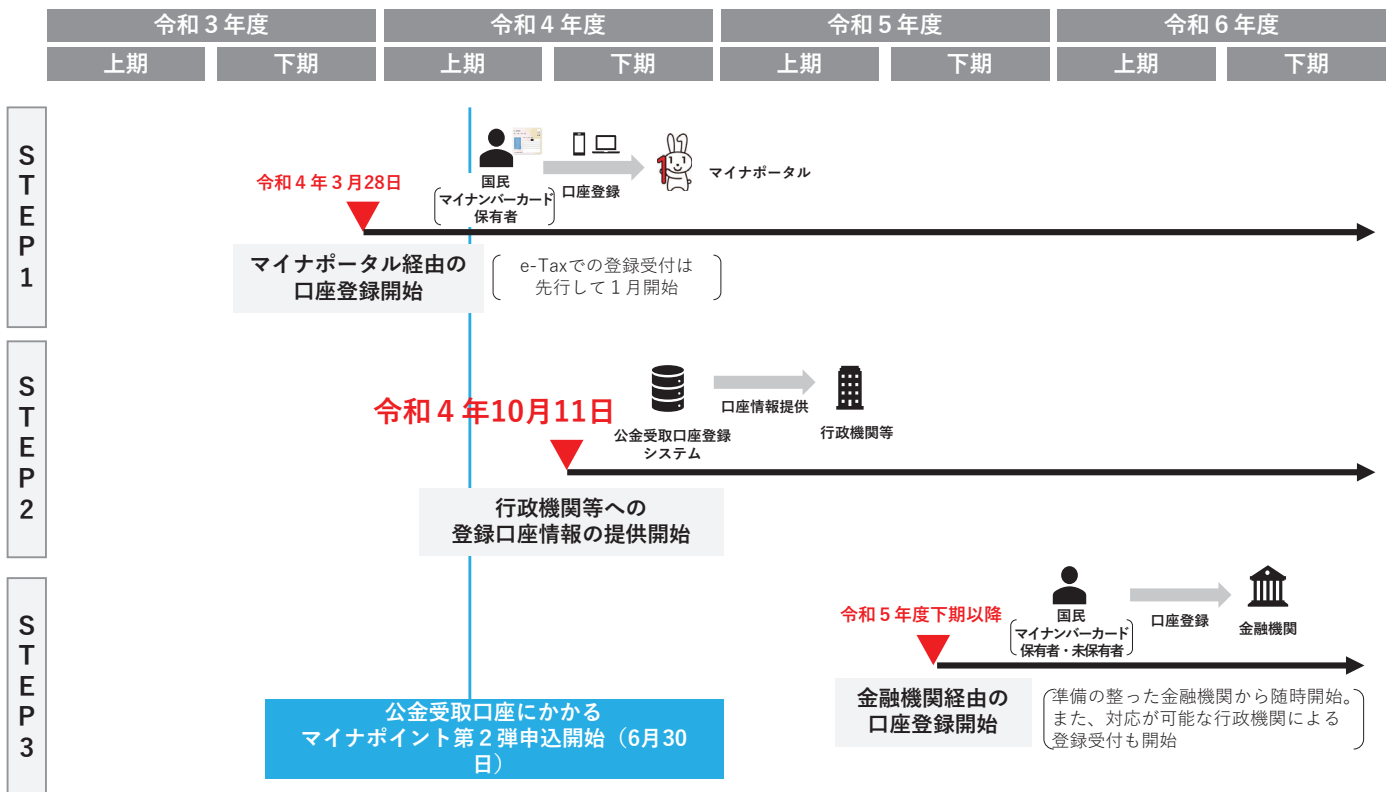 令和３年度
令和４年度
令和５年度
令和６年度
上期
下期
上期
下期
上期
下期
上期
下期
STEP1
令和４年３月28日
国民
マイナンバーカード
保有者
口座登録
マイナポータル
マイナポータル経由の
口座登録開始
e-Taxでの登録受付は
先行して１月開始
STEP2
令和４年10月11日
公金受取口座登録
システム
口座情報提供
行政機関等
行政機関等への
登録口座情報の提供開始
STEP3
令和５年度下期以降
国民
マイナンバーカード
保有者・未保有者
口座登録
金融機関
金融機関経由の
口座登録開始
準備の整った金融機関から随時開始。
また、対応が可能な行政機関による
登録受付も開始
公金受取口座にかかる
マイナポイント第２弾申込開始（6月30
日）